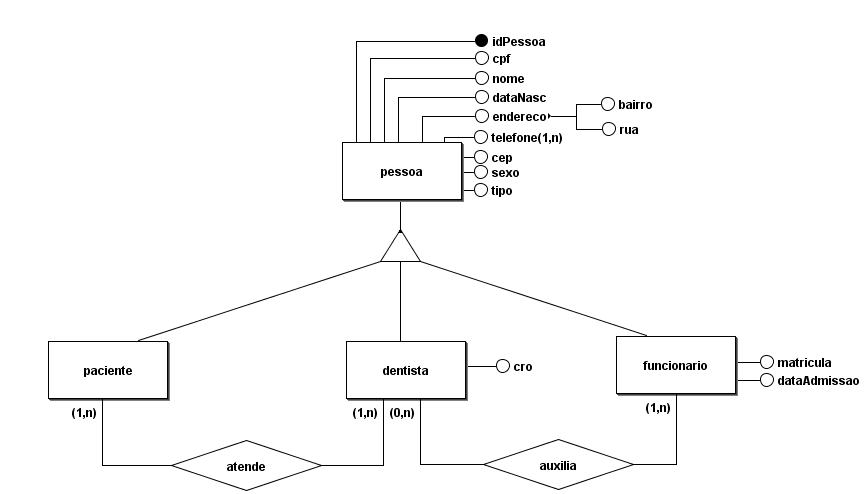 idPessoa
cpf
nome
dataNasc
endereco
bairro
rua
telefone(1,n)
cep
sexo
tipo
pessoa
paciente
dentista
cro
funcionario
matricula
dataAdmissao
(1,n)
(1,n)
(0,n)
(1,n)
atende
auxilia